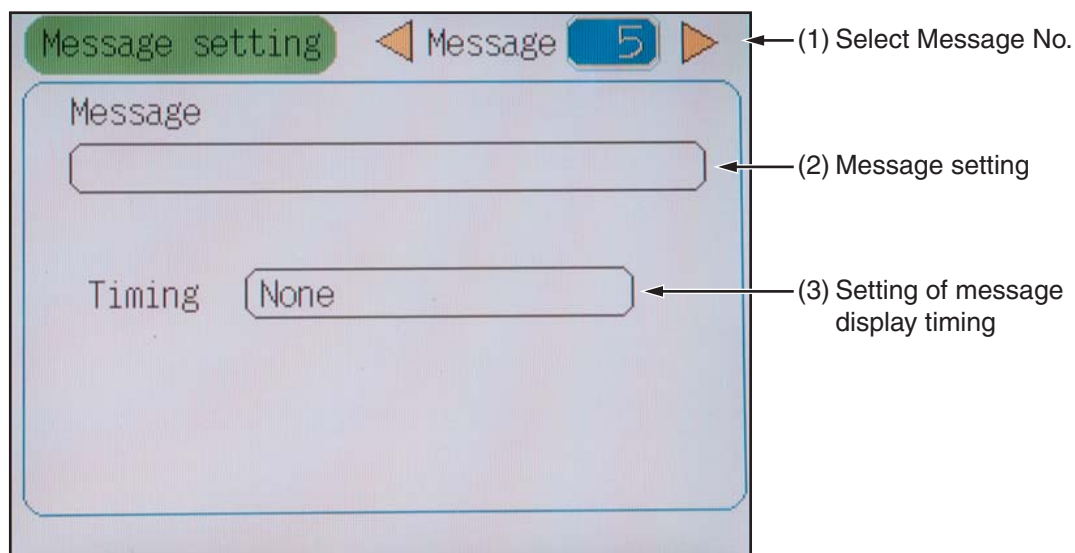 Message setting Message 5
(1) Select Message No.
Message
(2) Message setting
Timing None
(3) Setting of message
display timing